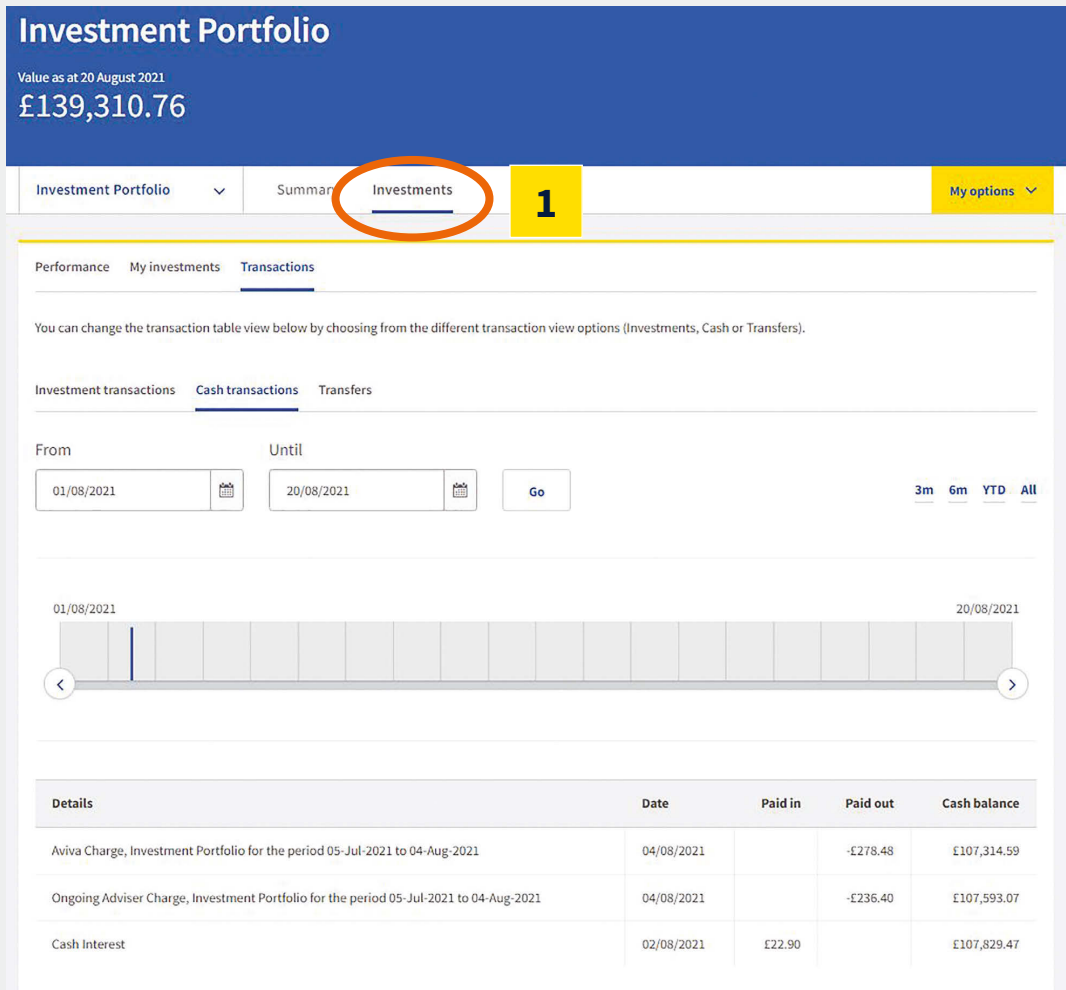 Investment Portfolio
Value as at 20 August 2021
£139,310.76
Investment Portfolio Summary Investments 1 My options
Performance My investments Transactions
You can change the transaction table view below by choosing from the different transaction view options (Investments, Cash or Transfers).
Investment transactions Cash transactions Transfers
From Until
01/08/2021 20/08/2021 Go 3m 6m YTD All
01/08/2021 20/08/2021
Details Date Paid in Paid out Cash balance
Aviva Charge, Investment Portfolio for the period 05-Jul-2021 to 04-Aug-2021 04/08/2021 -£278.48 £107,314.59
Ongoing Adviser Charge, Investment Portfolio for the period 05-Jul-2021 to 04-Aug-2021 04/08/2021 -£236.40 £107,593.07
Cash Interest 02/08/2021 £22.90 £107,829.47